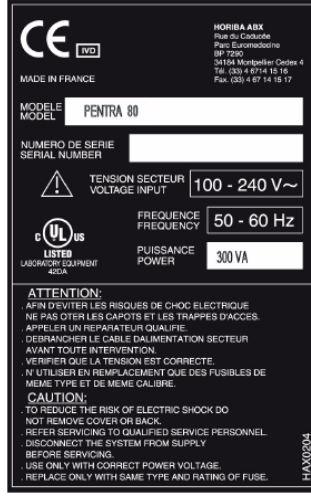 CE IVD
HORIBA ABX
Rue du Caducée
Parc Euromedecine
BP 7290
34184 Montpellier Cedex 4
Tél. (33) 4 6714 15 16
Fax. (33) 4 67 14 15 17
MADE IN FRANCE
MODELE
MODEL
PENTRA 80
NUMERO DE SERIE
SERIAL NUMBER
TENSION SECTEUR
VOLTAGE INPUT
100 - 240 V~
FREQUENCE
FREQUENCY
50 - 60 Hz
C UL US
LISTED
LABORATORY EQUIPMENT
42DA
PUISSANCE
POWER
300 VA
ATTENTION:
. AFIN D'EVITER LES RISQUES DE CHOC ELECTRIQUE
NE PAS OTER LES CAPOTS ET LES TRAPPES D'ACCES.
. APPELER UN REPARATEUR QUALIFIE.
. DEBRANCHER LE CABLE DALIMENTATION SECTEUR
AVANT TOUTE INTERVENTION.
. VERIFIER QUE LA TENSION EST CORRECTE.
. N' UTILISER EN REMPLACEMENT QUE DES FUSIBLES DE
MEME TYPE ET DE MEME CALIBRE.
CAUTION:
. TO REDUCE THE RISK OF ELECTRIC SHOCK DO
NOT REMOVE COVER OR BACK.
. REFER SERVICING TO QUALIFIED SERVICE PERSONNEL.
. DISCONNECT THE SYSTEM FROM SUPPLY
BEFORE SERVICING.
. USE ONLY WITH CORRECT POWER VOLTAGE.
. REPLACE ONLY WITH SAME TYPE AND RATING OF FUSE.
HAX0204